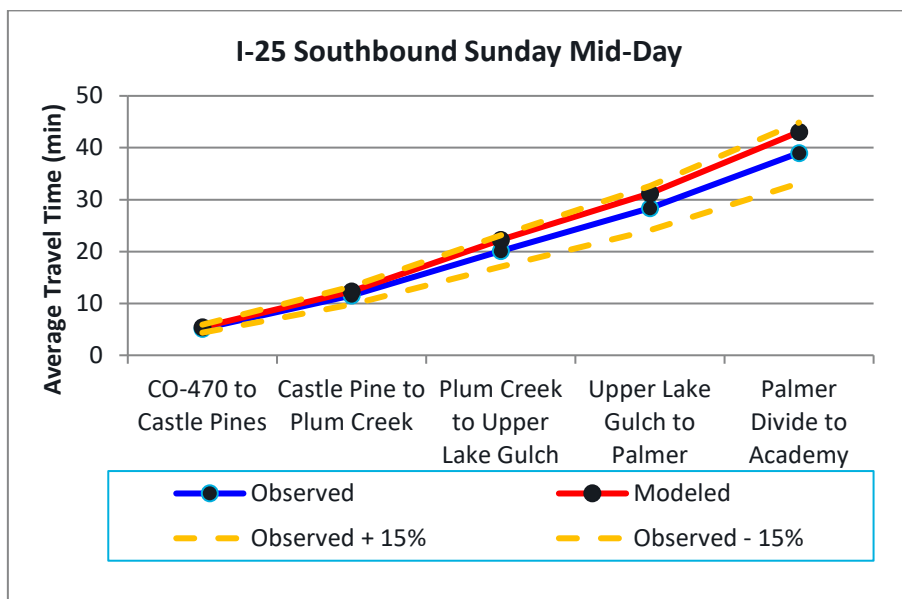 I-25 Southbound Sunday Mid-Day
Average Travel Time (min)
50
40
30
20
10
0
CO-470 to
Castle Pines
Castle Pine to
Plum Creek
Plum Creek
to Upper
Lake Gulch
Upper Lake
Gulch to
Palmer
Palmer
Divide to
Academy
Observed
Modeled
Observed + 15%
Observed - 15%